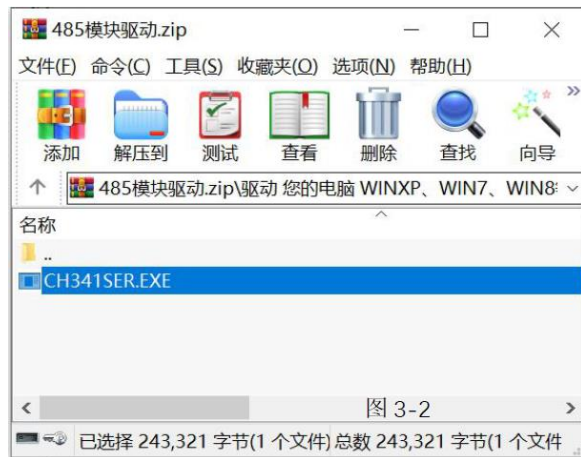 485模块驱动.zip
文件(F) 命令(C) 工具(S) 收藏夹(O) 选项(N) 帮助(H)
添加 解压到 测试 查看 删除 查找 向导
485模块驱动.zip\驱动 您的电脑 WINXP、WIN7、WIN8
名称
..
CH341SER.EXE
图 3-2
已选择 243,321 字节(1 个文件) 总数 243,321 字节(1 个文件